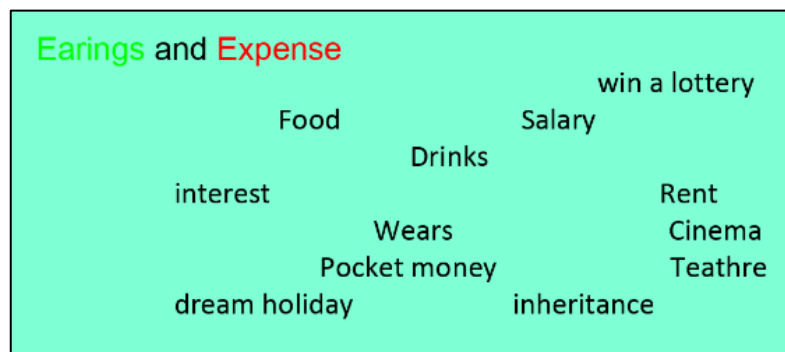 Earings and Expense
win a lottery
Food Salary
Drinks
interest Rent
Wears Cinema
Pocket money Teathre
dream holiday inheritance